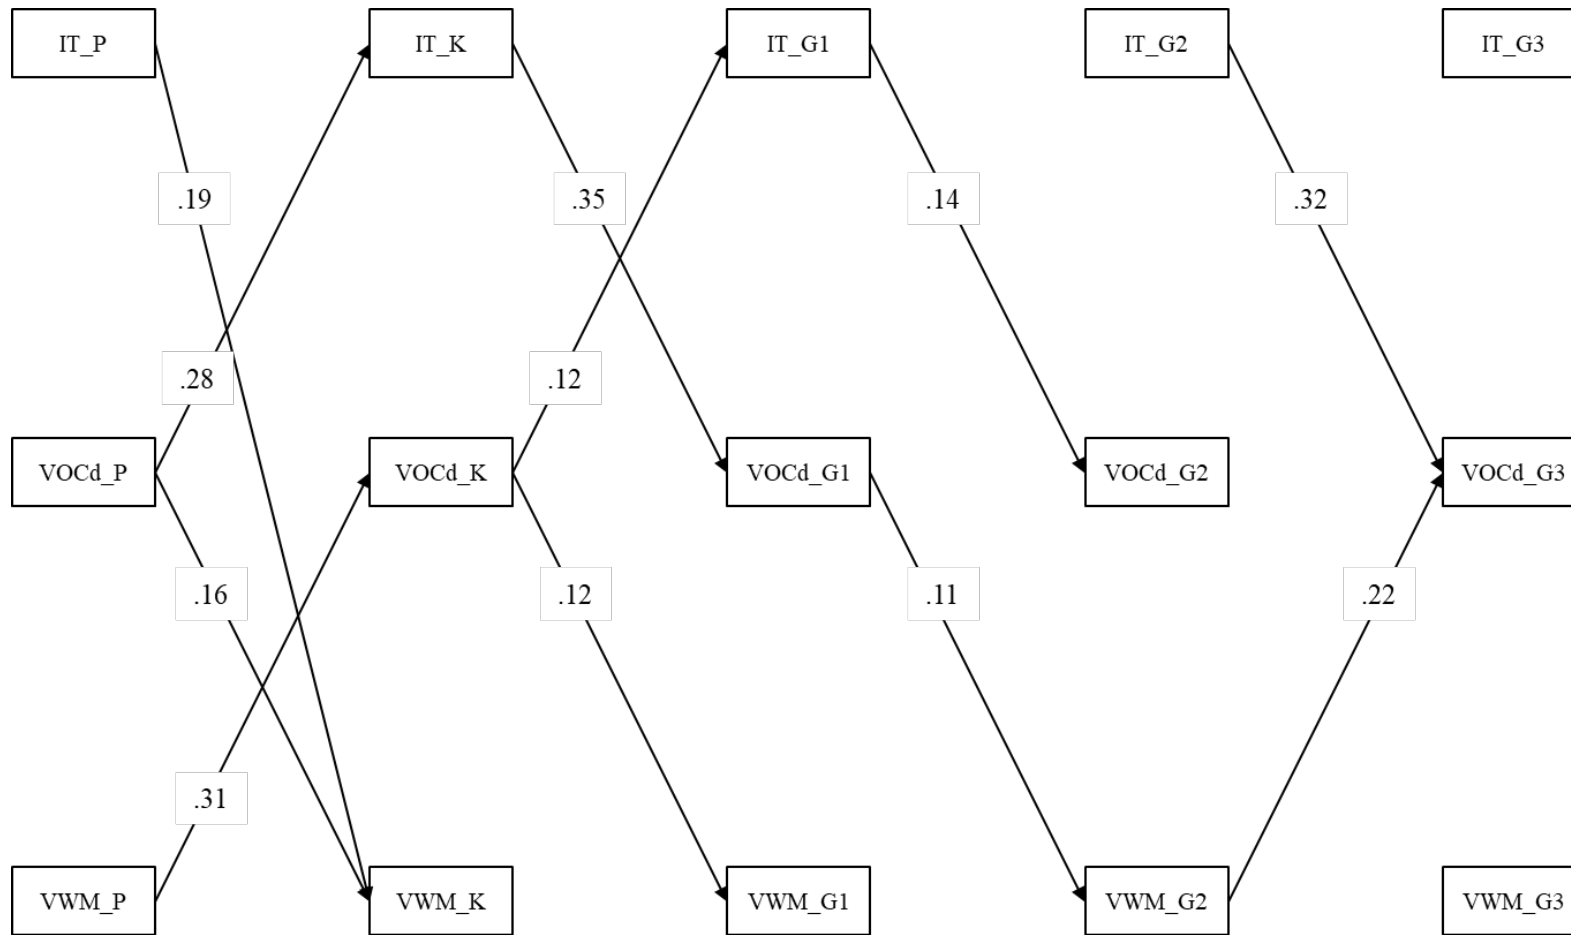 IT_P
IT_K
IT_G1
IT_G2
IT_G3
.19
.35
.14
.32
.28
.12
VOCd_P
VOCd_K
VOCd_G1
VOCd_G2
VOCd_G3
.16
.12
.11
.22
.31
VWM_P
VWM_K
VWM_G1
VWM_G2
VWM_G3